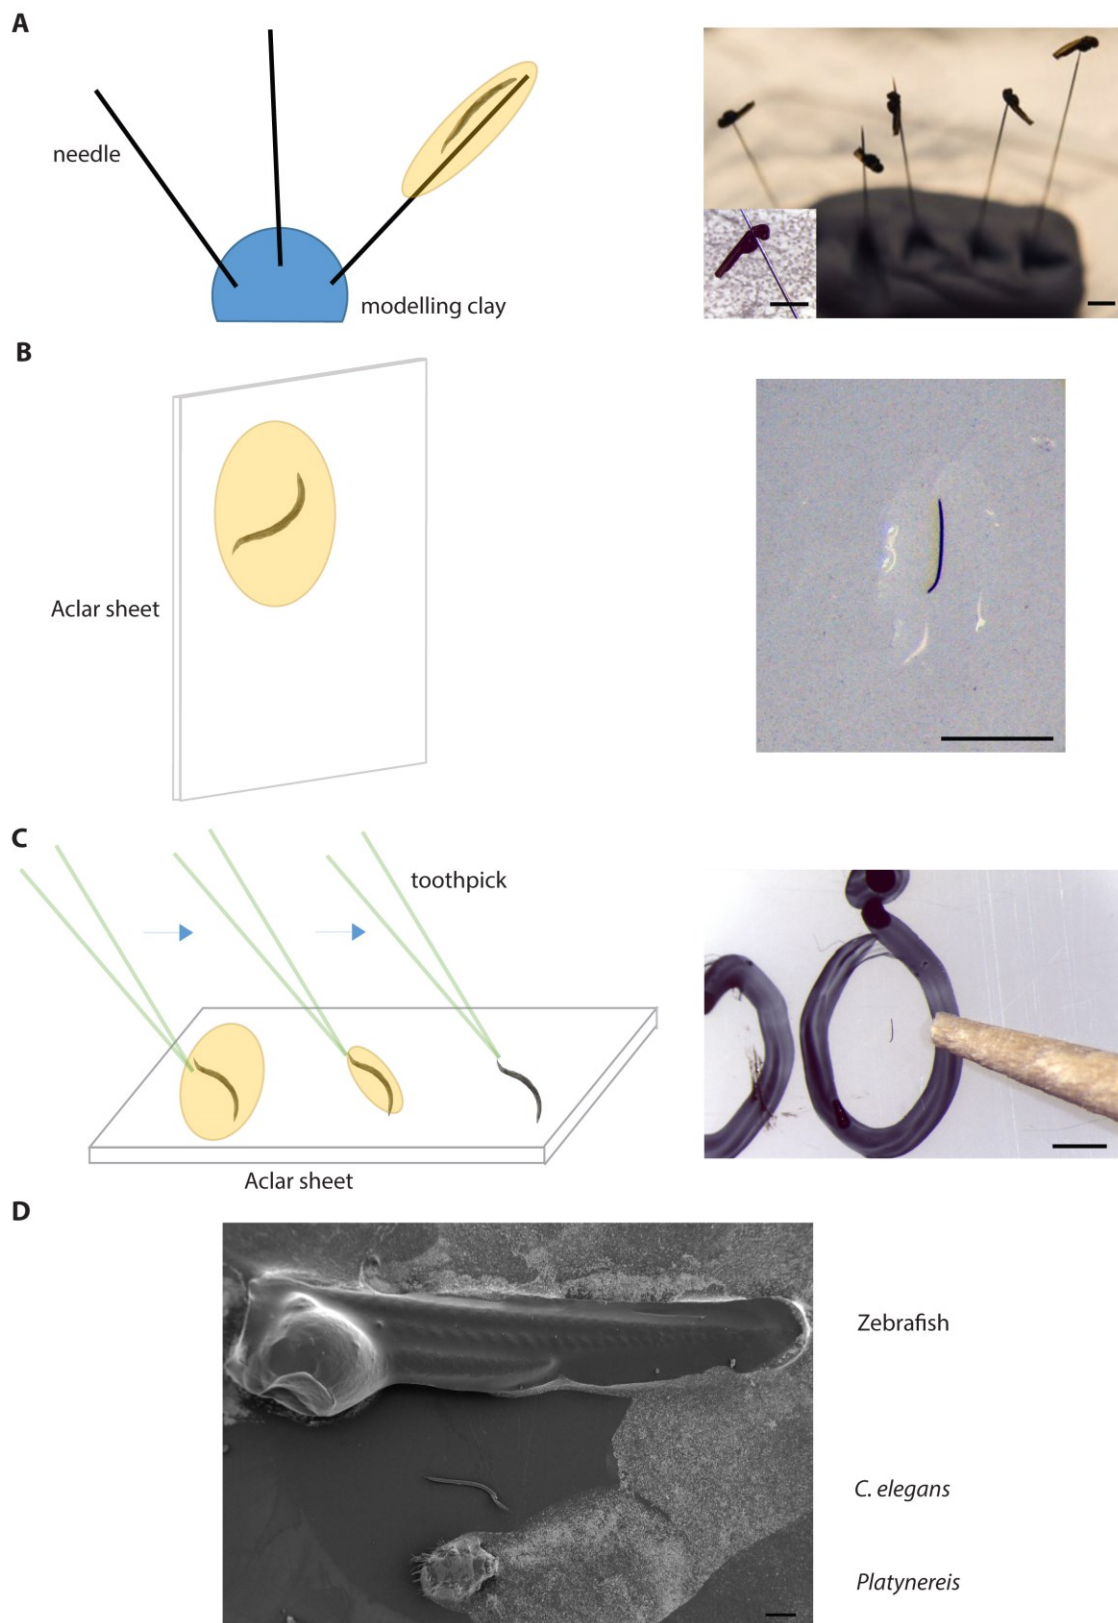 A
needle
modelling clay
B
Aclar sheet
C
toothpick
Aclar sheet
D
Zebrafish
C. elegans
Platynereis